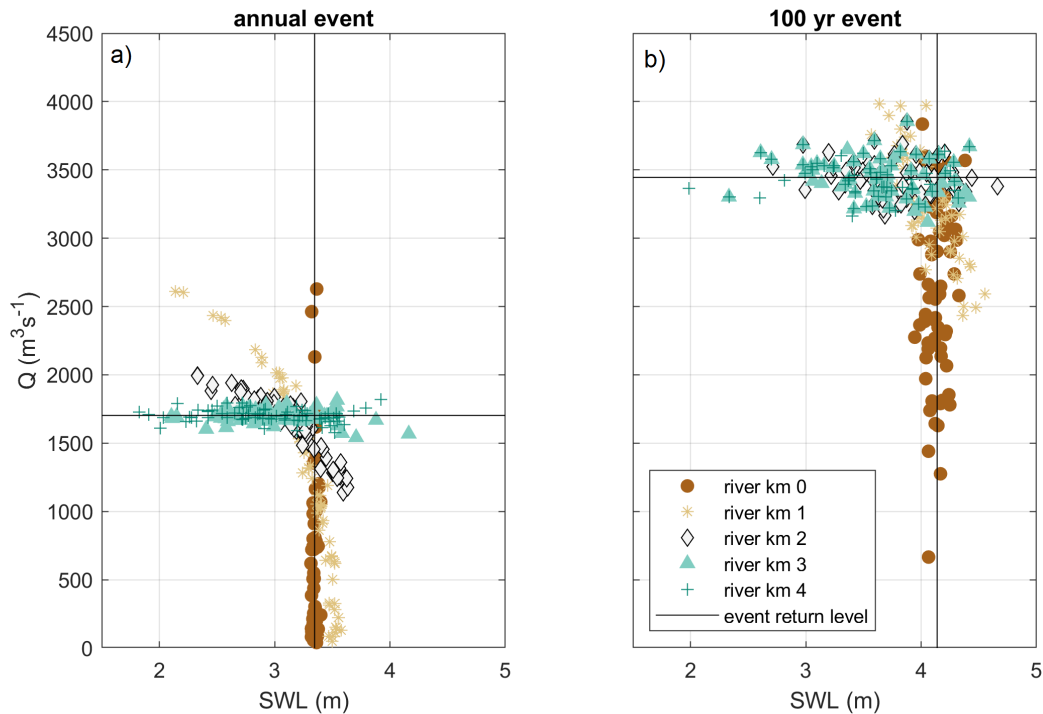 annual event
a)
4500
4000
3500
3000
2500
2000
1500
1000
500
0
Q (m³s⁻¹)
2 3 4 5
SWL (m)
100 yr event
b)
river km 0
river km 1
river km 2
river km 3
river km 4
event return level
2 3 4 5
SWL (m)